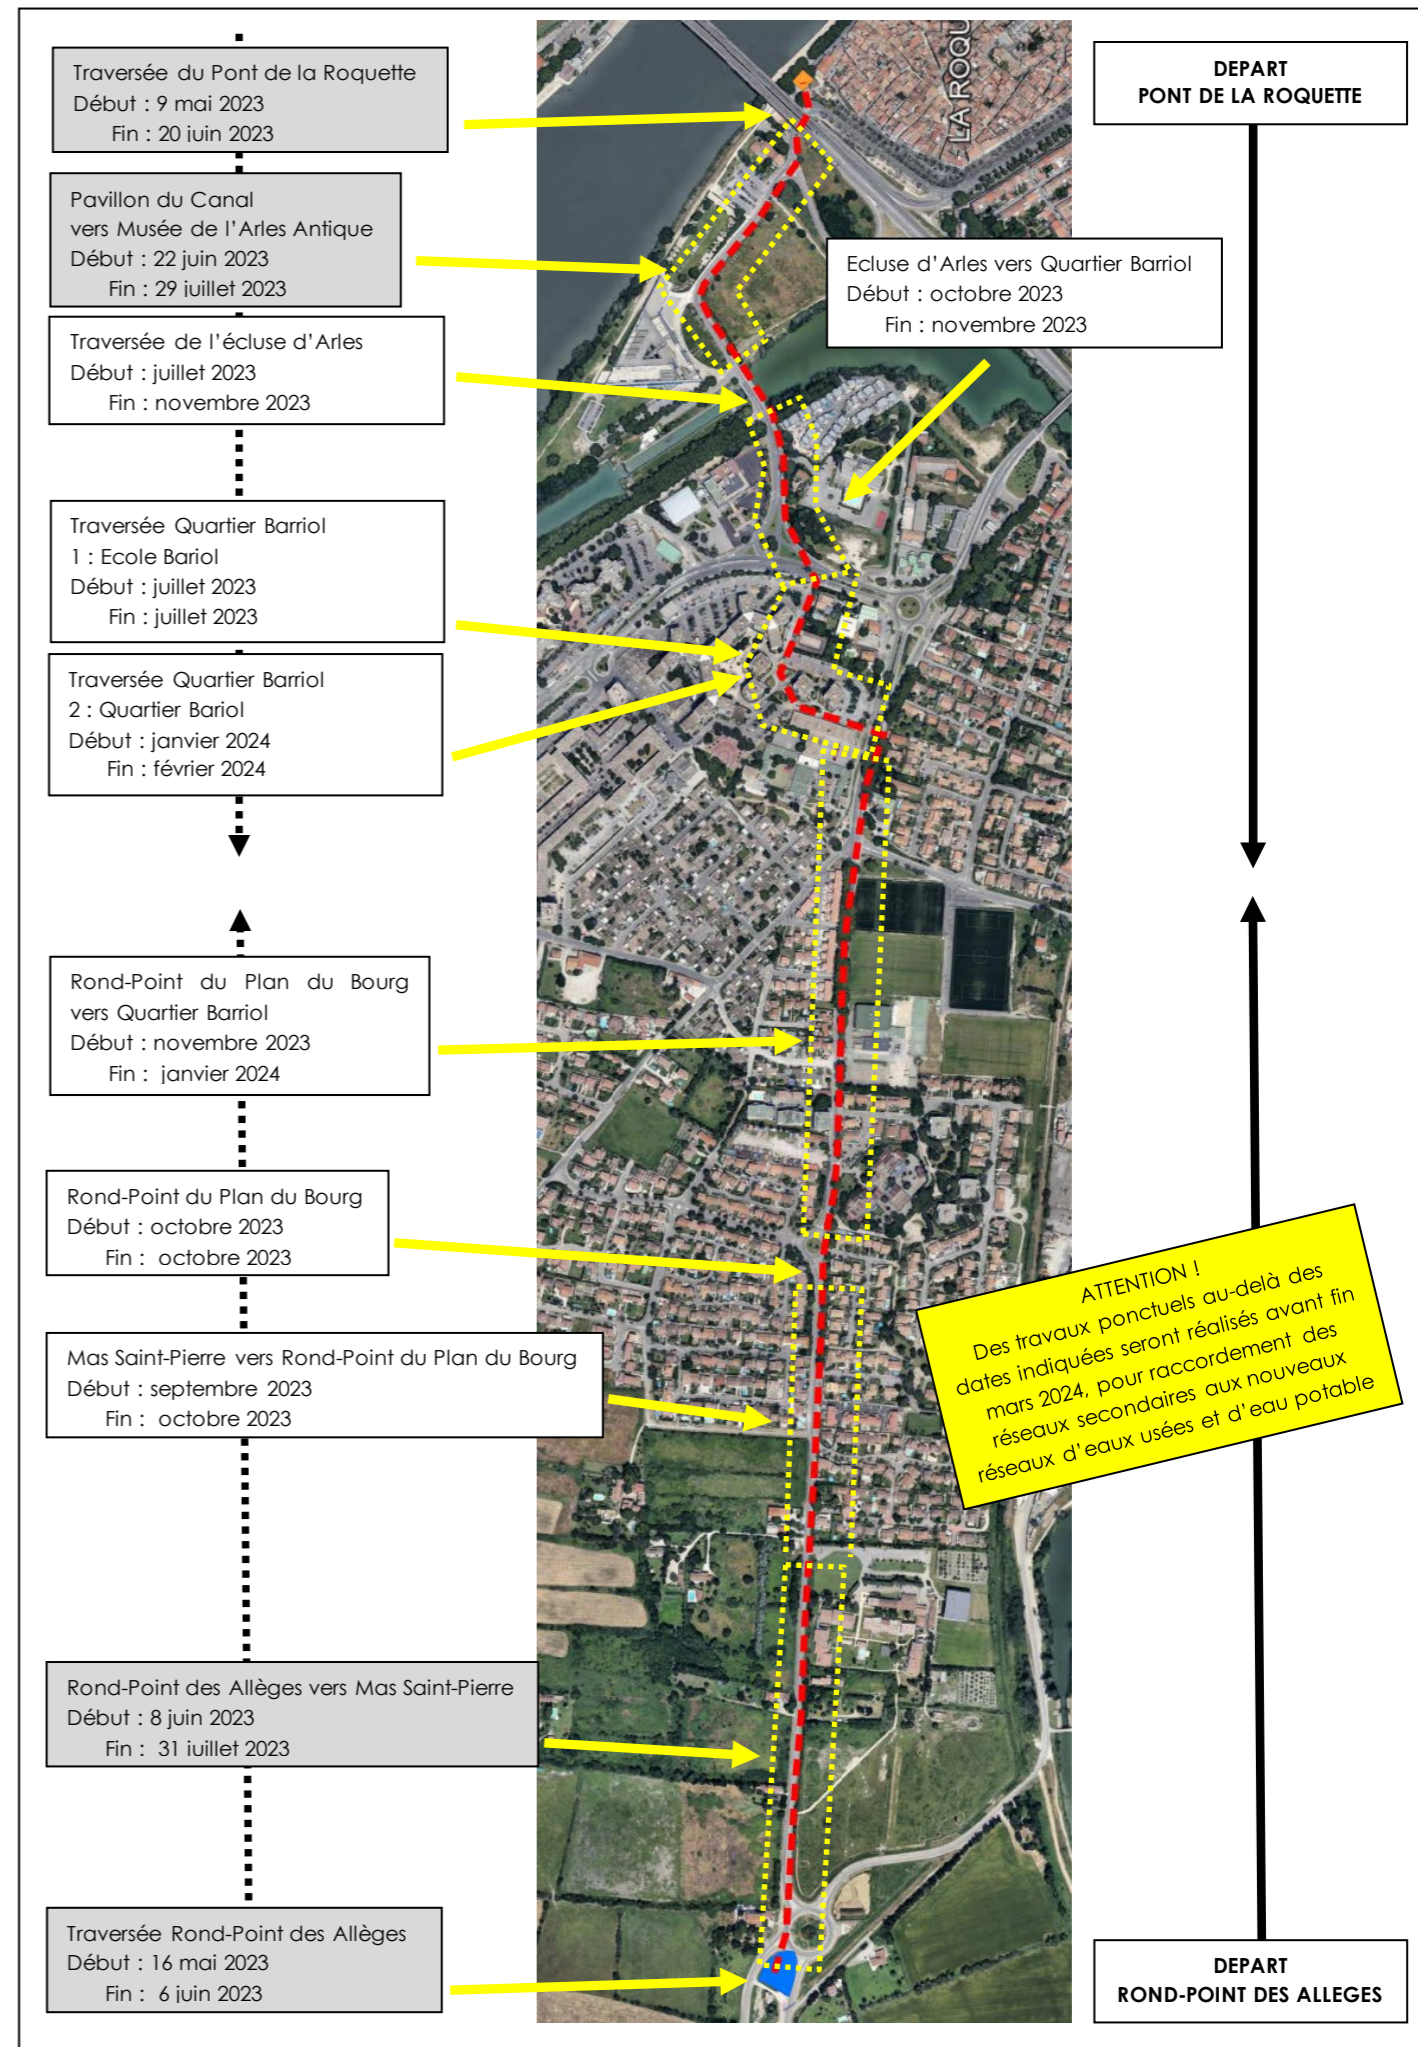 Traversée du Pont de la Roquette
Début : 9 mai 2023
Fin : 20 juin 2023
Pavillon du Canal
vers Musée de l'Arles Antique
Début : 22 juin 2023
Fin : 29 juillet 2023
Traversée de l'écluse d'Arles
Début : juillet 2023
Fin : novembre 2023
Traversée Quartier Barriol
1 : Ecole Bariol
Début : juillet 2023
Fin : juillet 2023
Traversée Quartier Barriol
2 : Quartier Bariol
Début : janvier 2024
Fin : février 2024
Rond-Point du Plan du Bourg
vers Quartier Barriol
Début : novembre 2023
Fin : janvier 2024
Rond-Point du Plan du Bourg
Début : octobre 2023
Fin : octobre 2023
Mas Saint-Pierre vers Rond-Point du Plan du Bourg
Début : septembre 2023
Fin : octobre 2023
Rond-Point des Allèges vers Mas Saint-Pierre
Début : 8 juin 2023
Fin : 31 juillet 2023
Traversée Rond-Point des Allèges
Début : 16 mai 2023
Fin : 6 juin 2023
LA ROQU
Ecluse d'Arles vers Quartier Barriol
Début : octobre 2023
Fin : novembre 2023
DEPART
PONT DE LA ROQUETTE
ATTENTION !
Des travaux ponctuels au-delà des
dates indiquées seront réalisés avant fin
mars 2024, pour raccordement des
réseaux secondaires aux nouveaux
réseaux d'eaux usées et d'eau potable
DEPART
ROND-POINT DES ALLEGES